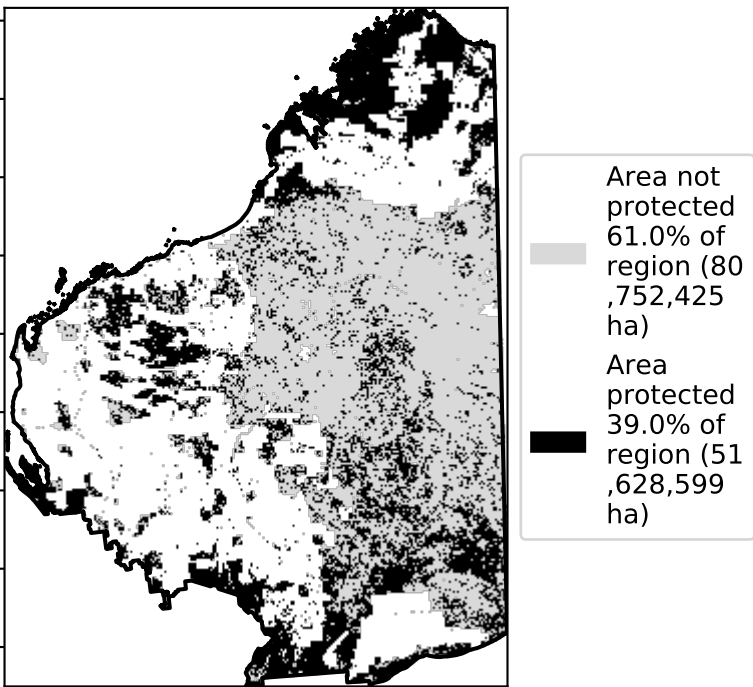 Area not
protected
61.0% of
region (80
,752,425
ha)
Area
protected
39.0% of
region (51
,628,599
ha)